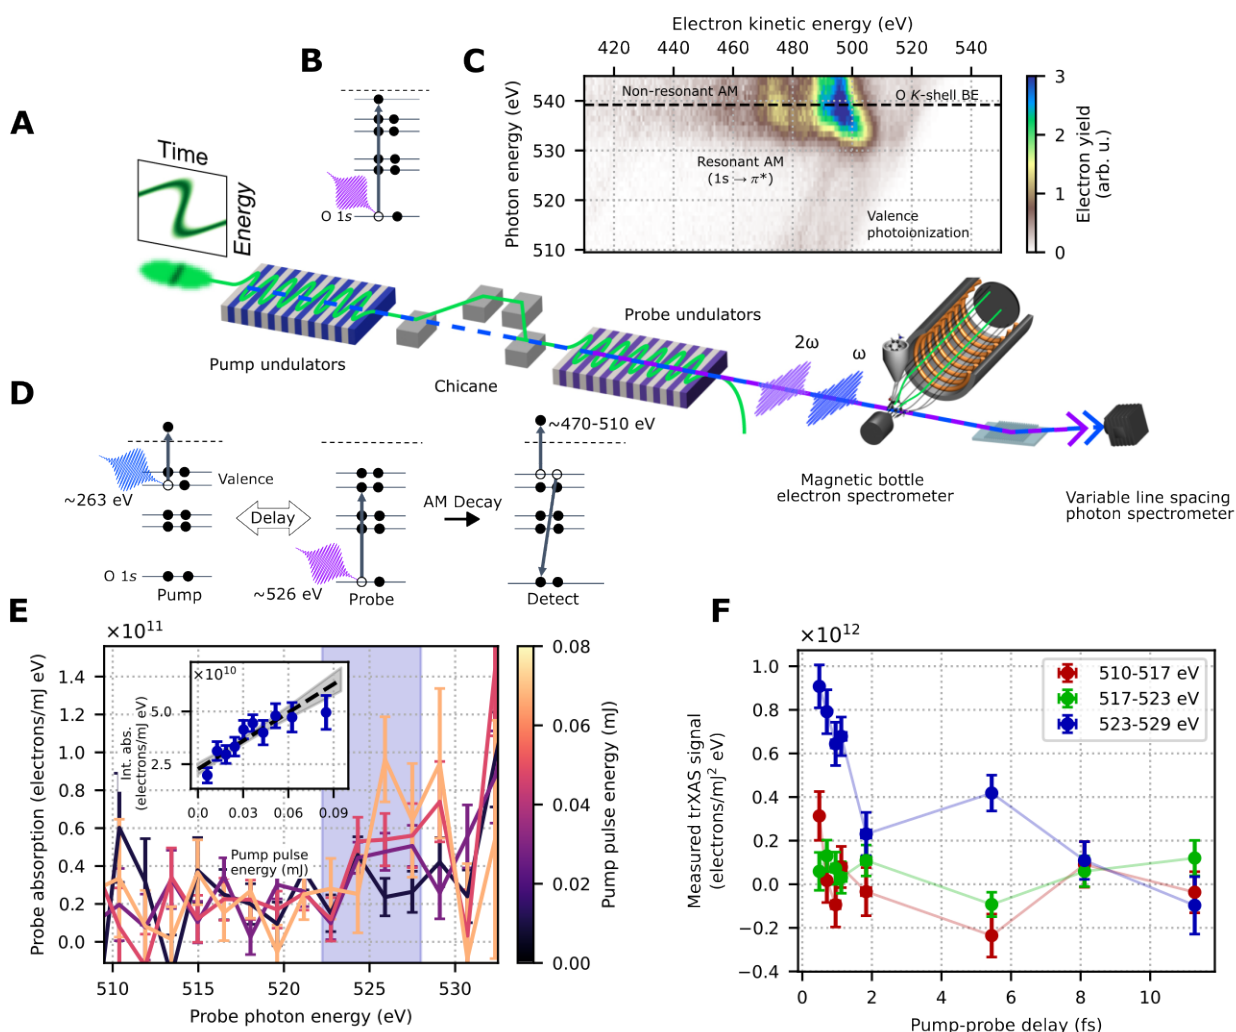 A
Time
Energy
B
O 1s
C
Electron kinetic energy (eV)
420 440 460 480 500 520 540
Photon energy (eV)
540
530
520
510
Non-resonant AM
O K-shell BE
Resonant AM
(1s → π*)
Valence
photoionization
3
2
1
0
Electron yield
(arb. u.)
Pump undulators
Chicane
Probe undulators
2ω
ω
Magnetic bottle
electron spectrometer
Variable line spacing
photon spectrometer
D
~263 eV
Valence
O 1s
Pump
Delay
~526 eV
Probe
AM Decay
~470-510 eV
Detect
E
×10¹¹
Probe absorption (electrons/mJ eV)
1.4
1.2
1.0
0.8
0.6
0.4
0.2
0.0
510 515 520 525 530
Probe photon energy (eV)
×10¹⁰
Int. abs.
(electrons/mJ eV)
5.0
2.5
0.00 0.03 0.06 0.09
Pump pulse
energy (mJ)
0.08
0.06
0.04
0.02
0.00
Pump pulse energy (mJ)
F
×10¹²
Measured trXAS signal
(electrons/mJ² eV)
1.0
0.8
0.6
0.4
0.2
0.0
−0.2
−0.4
510-517 eV
517-523 eV
523-529 eV
0 2 4 6 8 10
Pump-probe delay (fs)